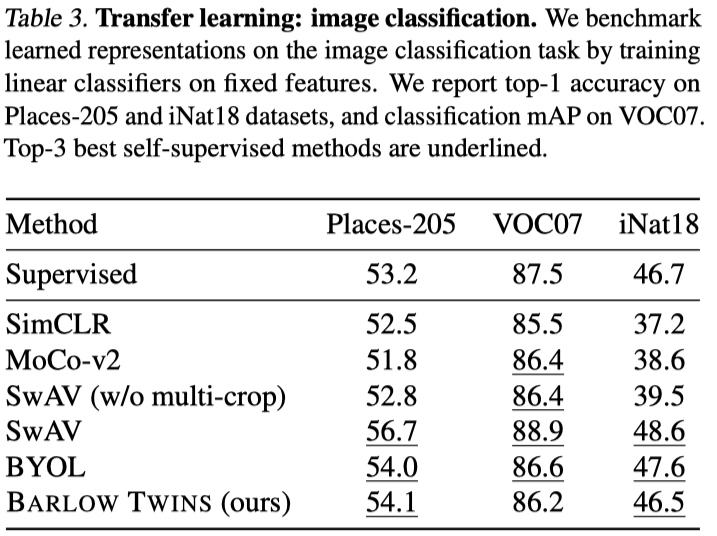 Table 3. Transfer learning: image classification. We benchmark
learned representations on the image classification task by training
linear classifiers on fixed features. We report top-1 accuracy on
Places-205 and iNat18 datasets, and classification mAP on VOC07.
Top-3 best self-supervised methods are underlined.
Method Places-205 VOC07 iNat18
Supervised 53.2 87.5 46.7
SimCLR 52.5 85.5 37.2
MoCo-v2 51.8 86.4 38.6
SwAV (w/o multi-crop) 52.8 86.4 39.5
SwAV 56.7 88.9 48.6
BYOL 54.0 86.6 47.6
BARLOW TWINS (ours) 54.1 86.2 46.5